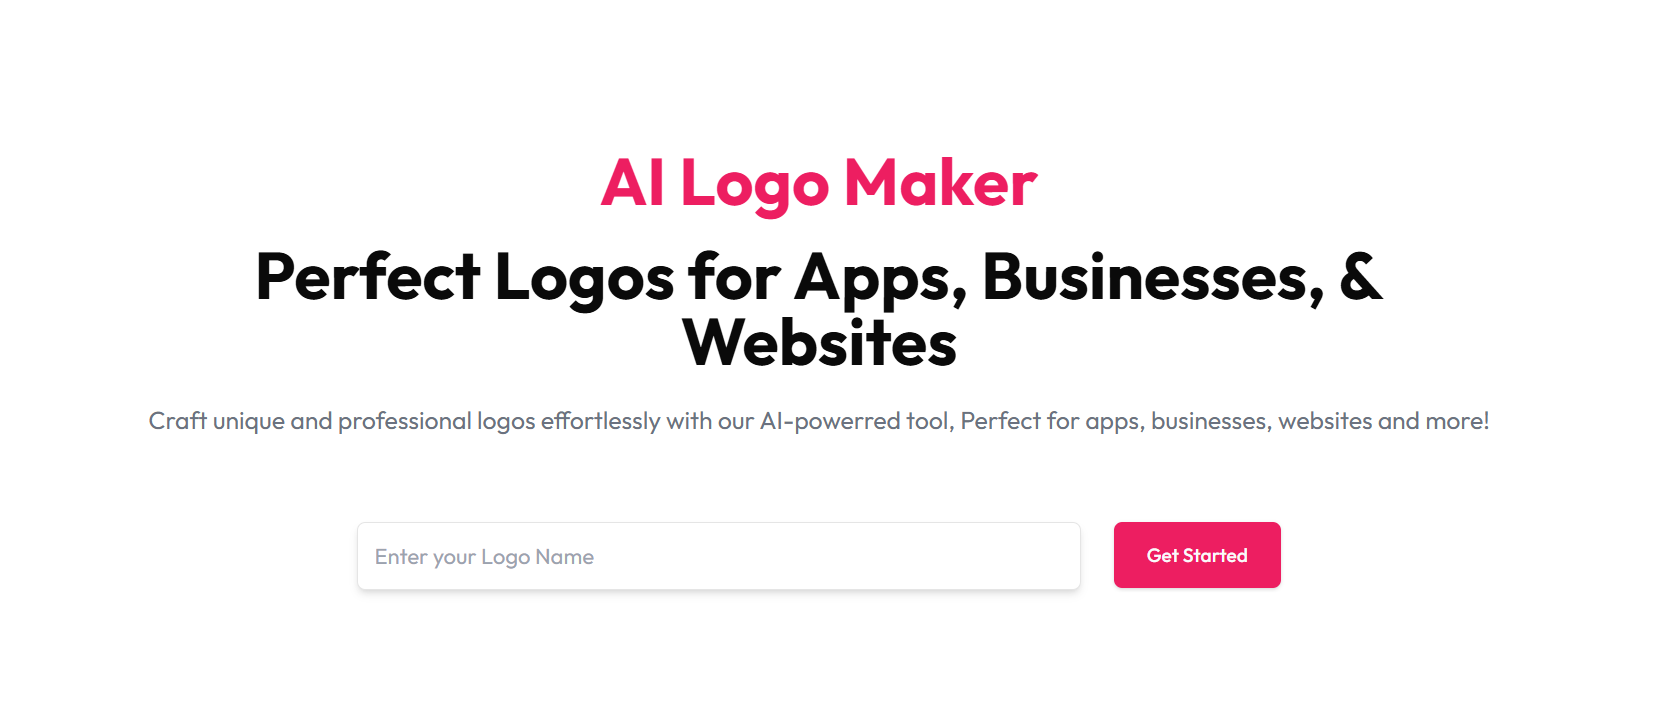 AI Logo Maker
Perfect Logos for Apps, Businesses, &
Websites
Craft unique and professional logos effortlessly with our AI-powerred tool, Perfect for apps, businesses, websites and more!
Enter your Logo Name
Get Started